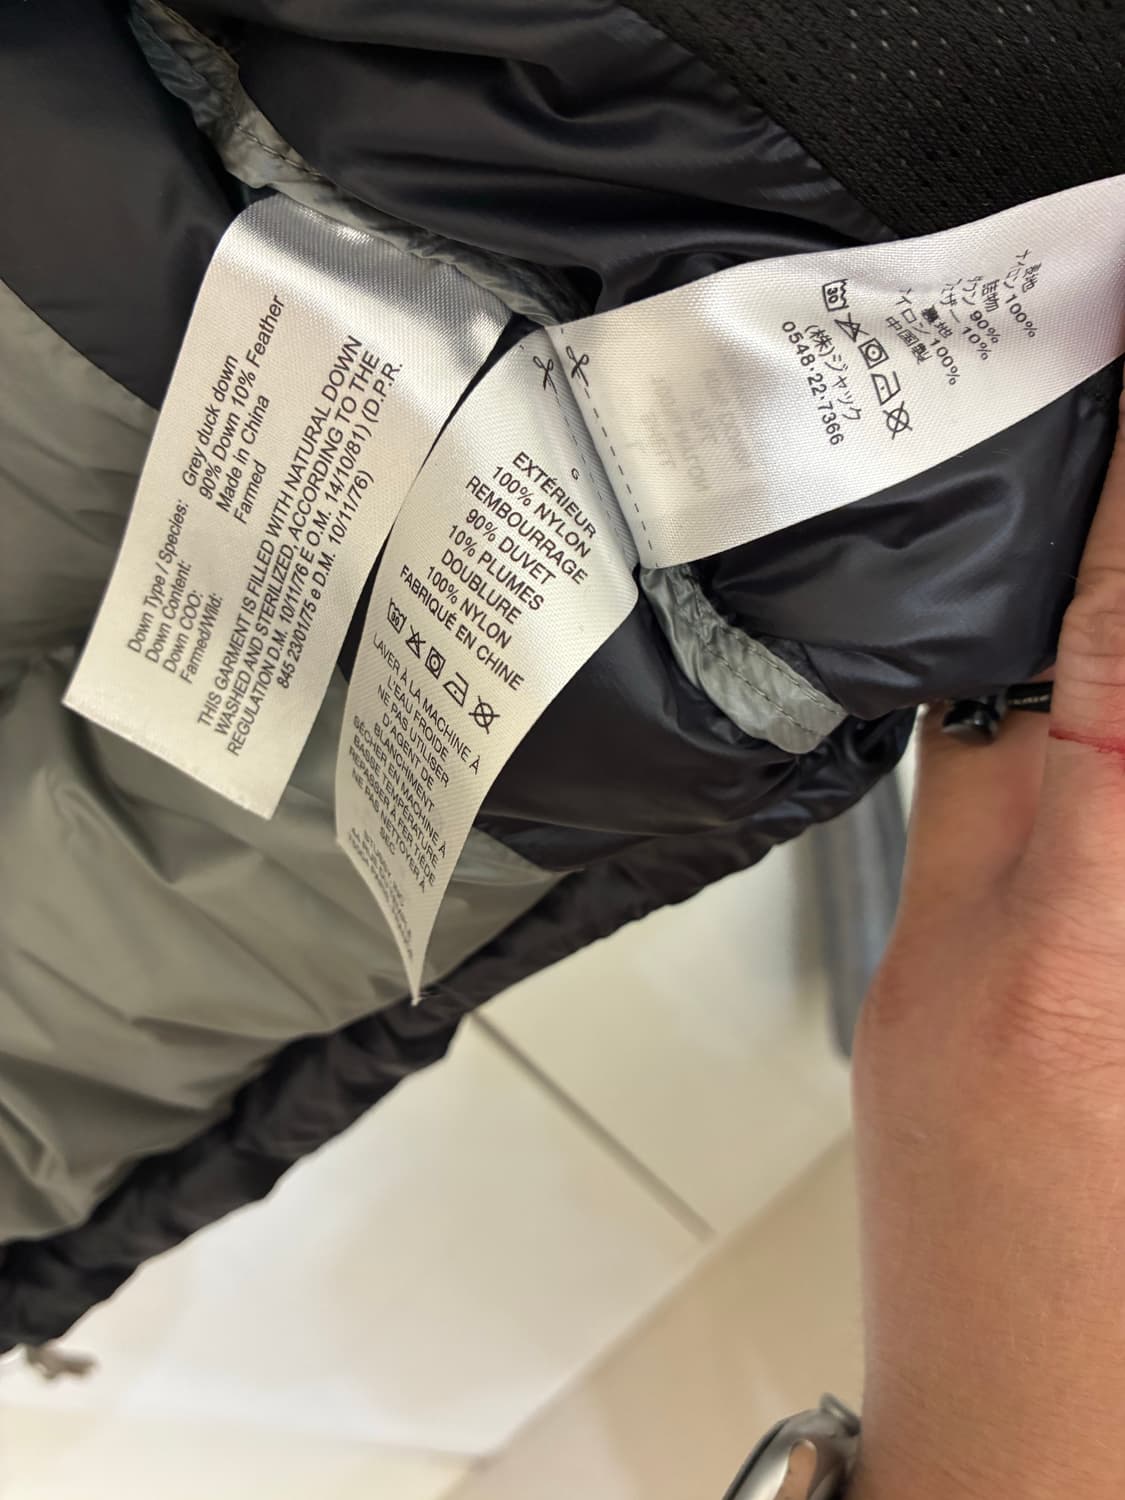 Down Type / Species: Grey duck down
Down Content: 90% Down 10% Feather
Down COO: Made in China
Farmed/Wild: Farmed
THIS GARMENT IS FILLED WITH NATURAL DOWN
WASHED AND STERILIZED, ACCORDING TO THE
REGULATION D.M. 10/11/76 E O.M. 14/10/81) (D.P.R.
845 23/01/775 e D.M. 10/11/76)
G
EXTÉRIEUR
100% NYLON
REMBOURRAGE
90% DUVET
10% PLUMES
DOUBLURE
100% NYLON
FABRIQUÉ EN CHINE
30
LAVER À LA MACHINE À
L'EAU FROIDE.
NE PAS UTILISER
D'AGENT DE
BLANCHIMENT
SÉCHER EN MACHINE À
BASSE TEMPÉRATURE
REPASSER À FER TIÈDE
NE PAS NETOYER À
SEC
表地
ナイロン 100%
詰物
ダウン 90%
フェザー 10%
裏地
ナイロン 100%
中国製
30
(株)ジャック
0548-22-7366